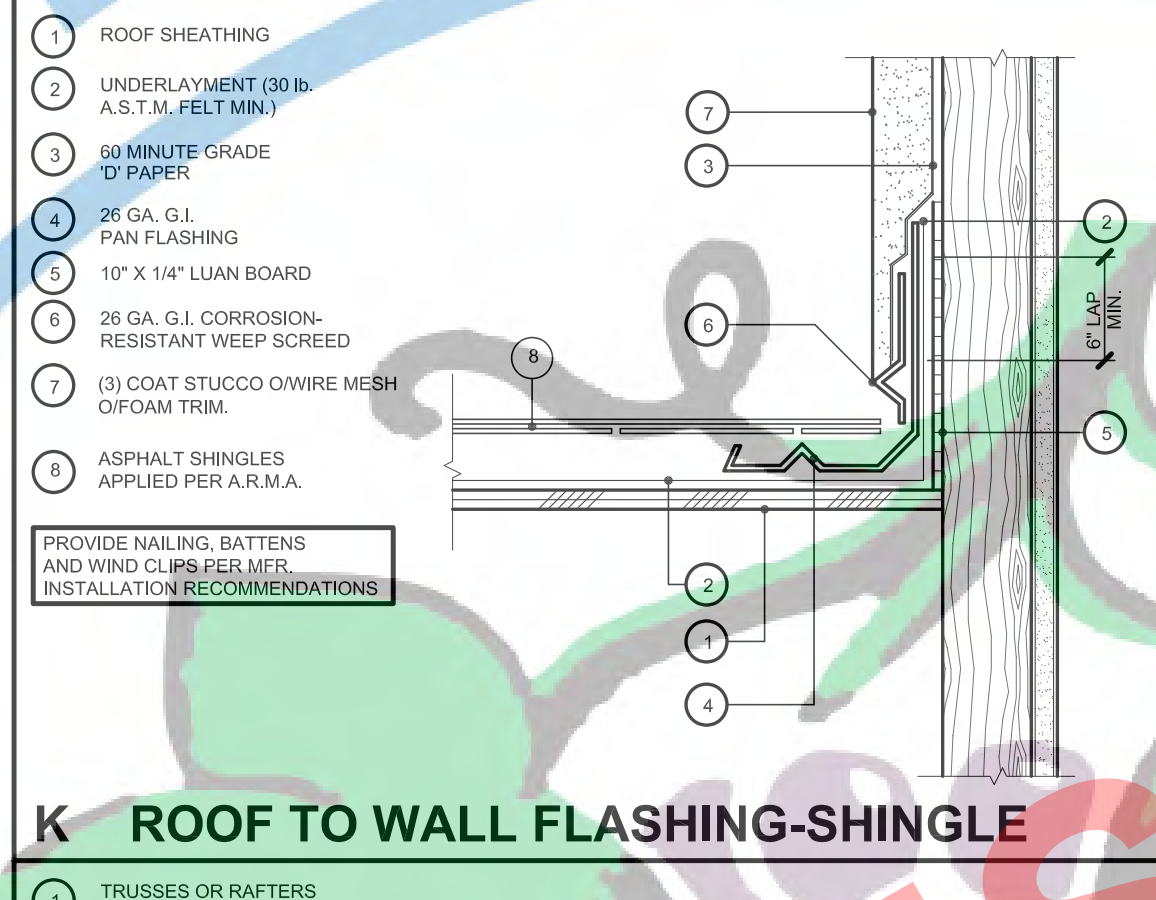 1 ROOF SHEATHING
2 UNDERLAYMENT (30 lb.
A.S.T.M. FELT MIN.)
3 60 MINUTE GRADE
'D' PAPER
4 26 GA. G.I.
PAN FLASHING
5 10" X 1/4" LUAN BOARD
6 26 GA. G.I. CORROSION-
RESISTANT WEEP SCREED
7 (3) COAT STUCCO O/WIRE MESH
O/FOAM TRIM.
8 ASPHALT SHINGLES
APPLIED PER A.R.M.A.
PROVIDE NAILING, BATTENS
AND WIND CLIPS PER MFR.
INSTALLATION RECOMMENDATIONS
7
3
2
6" LAP
MIN.
6
8
5
2
1
4
K ROOF TO WALL FLASHING-SHINGLE
1 TRUSSES OR RAFTERS